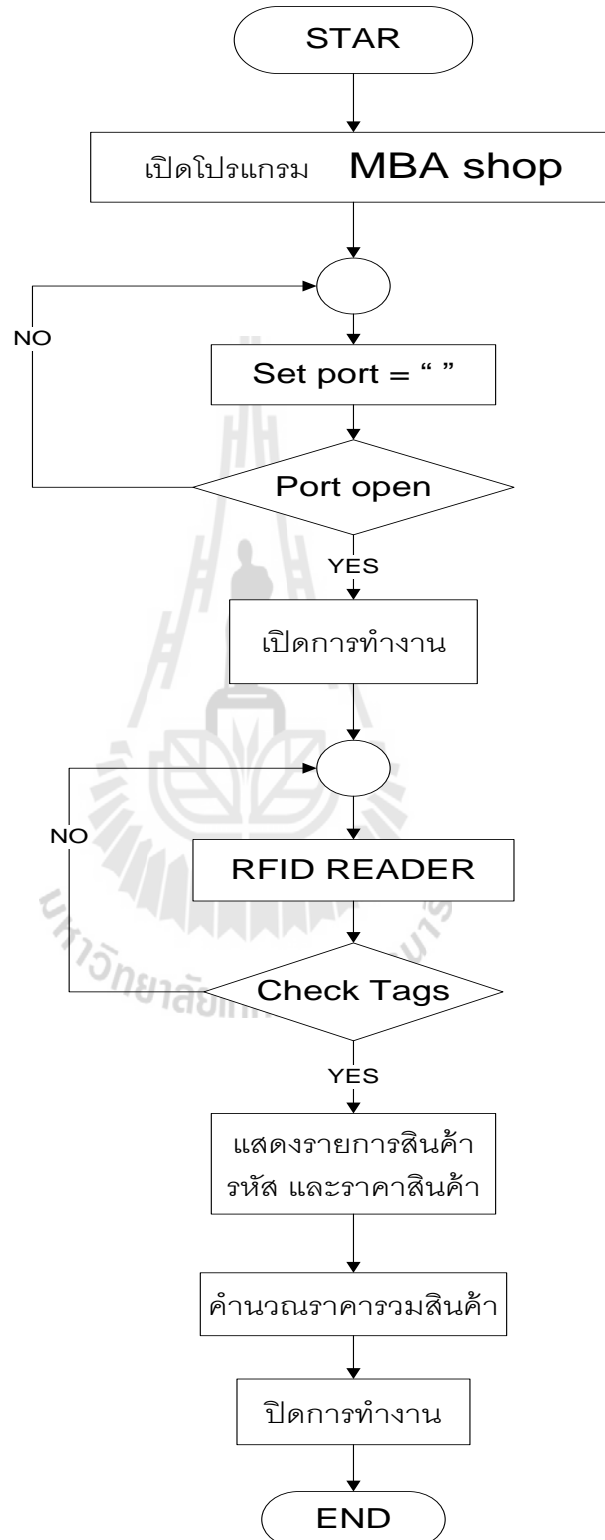 STAR
เปิดโปรแกรม MBA shop
NO
Set port = “ ”
Port open
YES
เปิดการทำงาน
NO
RFID READER
Check Tags
YES
แสดงรายการสินค้า
รหัส และราคาสินค้า
คำนวณราคารวมสินค้า
ปิดการทำงาน
END